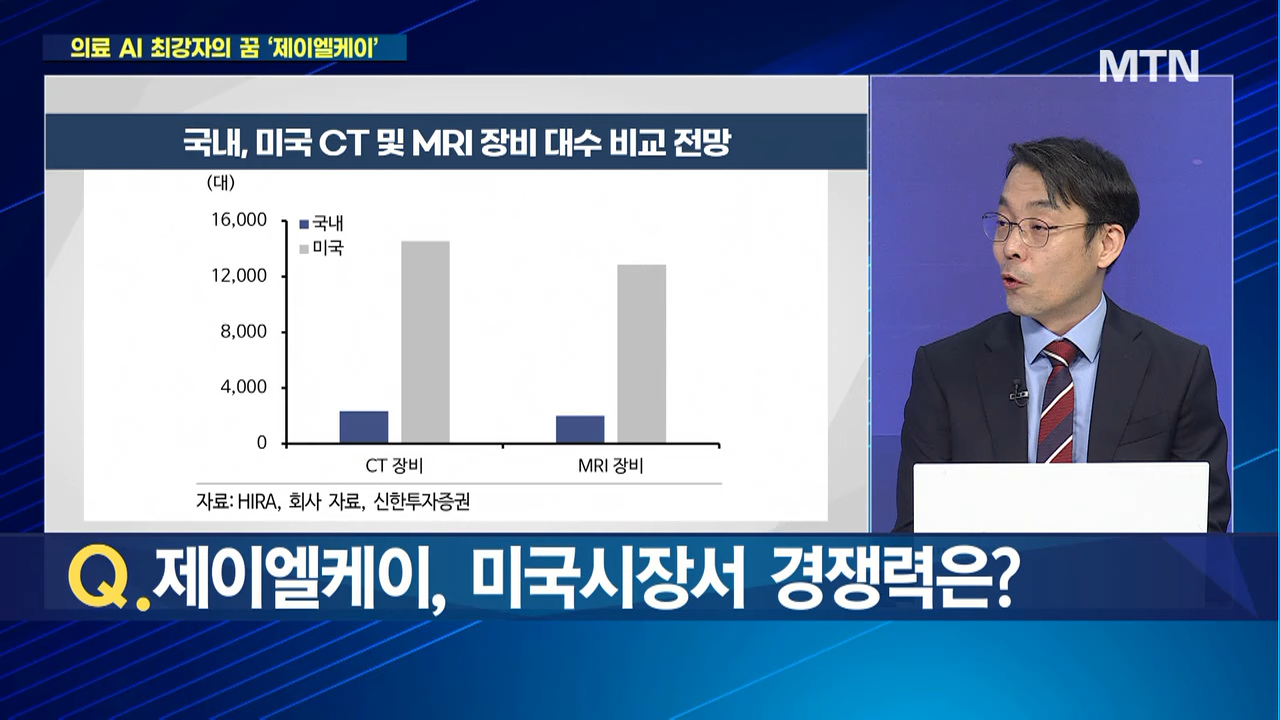 의료 AI 최강자의 꿈 '제이엘케이'
MTN
국내, 미국 CT 및 MRI 장비 대수 비교 전망
(대)
16,000
12,000
8,000
4,000
0
국내
미국
CT 장비
MRI 장비
자료: HIRA, 회사 자료, 신한투자증권
Q. 제이엘케이, 미국시장서 경쟁력은?